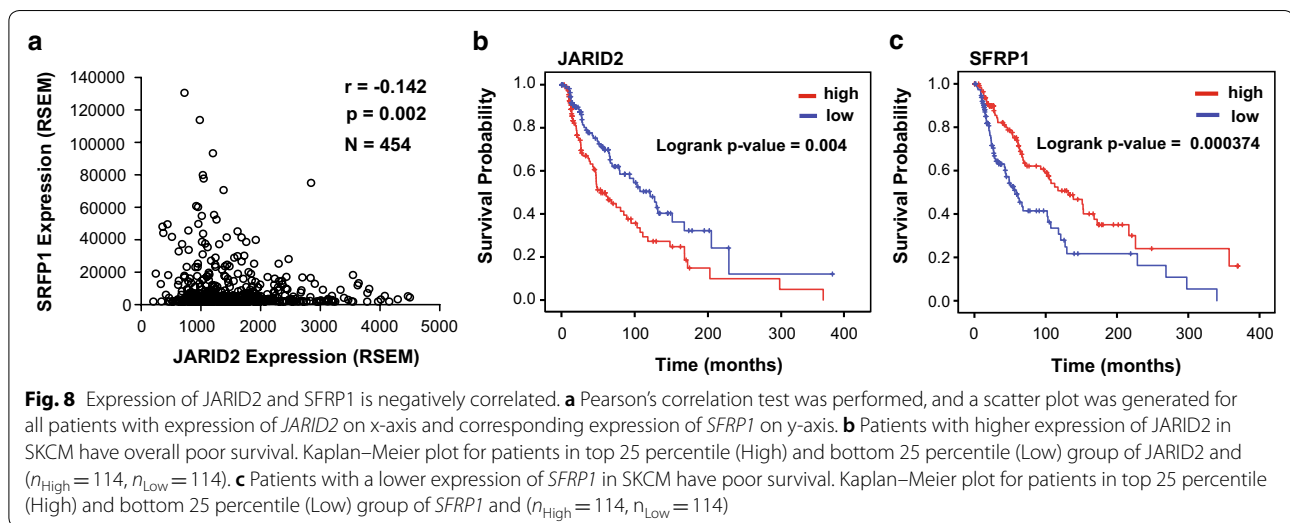 a
SRFP1 Expression (RSEM)
140000
120000
100000
80000
60000
40000
20000
0
0 1000 2000 3000 4000 5000
JARID2 Expression (RSEM)
r = -0.142
p = 0.002
N = 454
b
JARID2
Survival Probability
1.0
0.8
0.6
0.4
0.2
0.0
0 100 200 300 400
Time (months)
high
low
Logrank p-value = 0.004
c
SFRP1
Survival Probability
1.0
0.8
0.6
0.4
0.2
0.0
0 100 200 300 400
Time (months)
high
low
Logrank p-value = 0.000374
Fig. 8 Expression of JARID2 and SFRP1 is negatively correlated. a Pearson's correlation test was performed, and a scatter plot was generated for
all patients with expression of JARID2 on x-axis and corresponding expression of SFRP1 on y-axis. b Patients with higher expression of JARID2 in
SKCM have overall poor survival. Kaplan–Meier plot for patients in top 25 percentile (High) and bottom 25 percentile (Low) group of JARID2 and
(nHigh = 114, nLow = 114). c Patients with a lower expression of SFRP1 in SKCM have poor survival. Kaplan–Meier plot for patients in top 25 percentile
(High) and bottom 25 percentile (Low) group of SFRP1 and (nHigh = 114, nLow = 114)